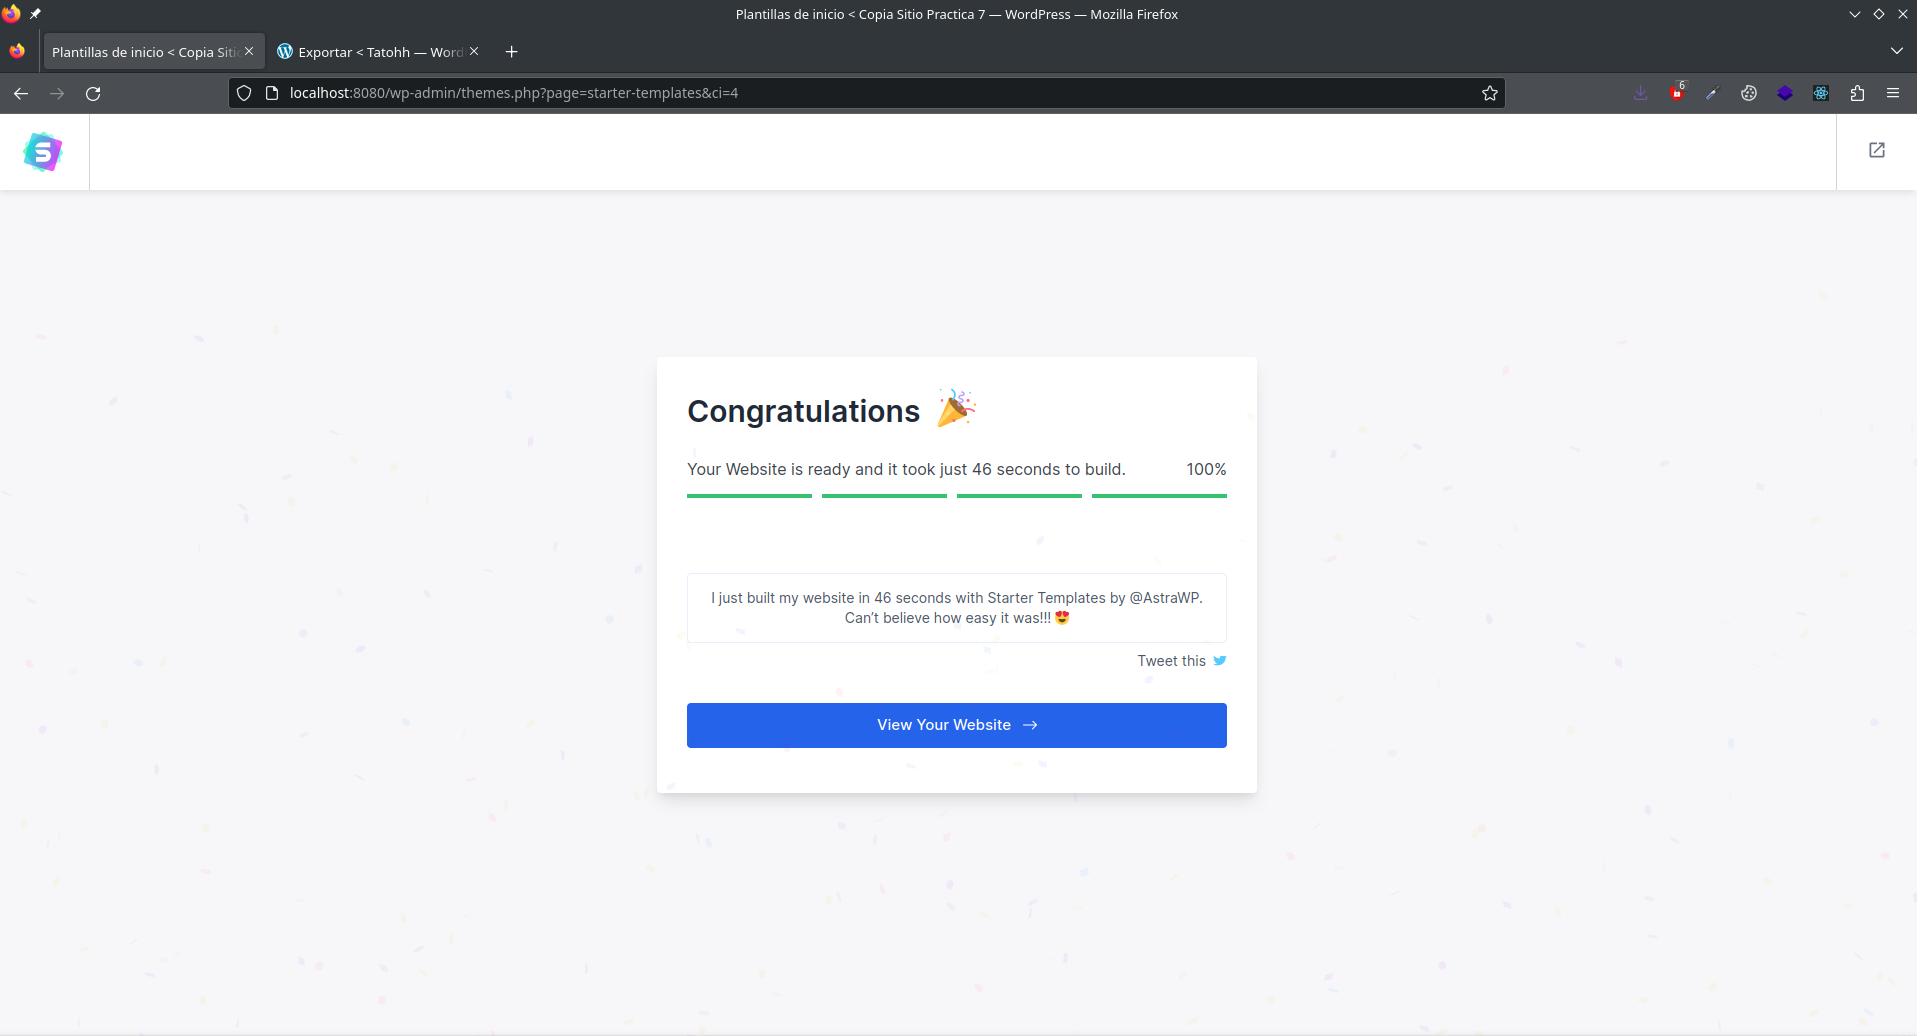 Plantillas de inicio < Copia Sitio Practica 7 — WordPress — Mozilla Firefox
Plantillas de inicio < Copia Siti
Exportar < Tatohh — Word
localhost:8080/wp-admin/themes.php?page=starter-templates&ci=4
6
S
Congratulations 🎉
Your Website is ready and it took just 46 seconds to build. 100%
I just built my website in 46 seconds with Starter Templates by @AstraWP.
Can’t believe how easy it was!!! 😍
Tweet this
View Your Website →